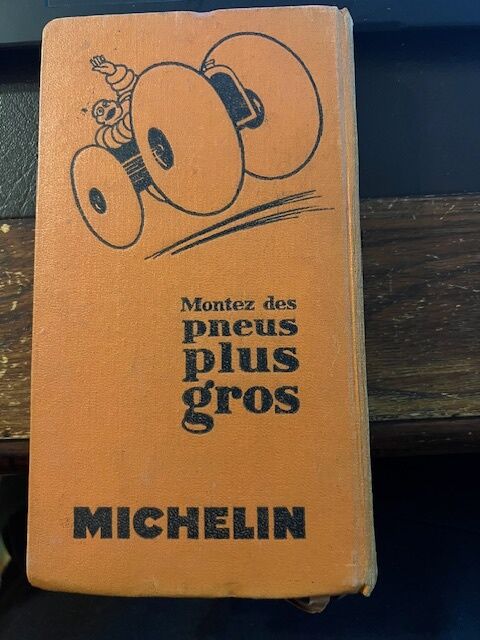 Montez des
pneus
plus
gros
MICHELIN